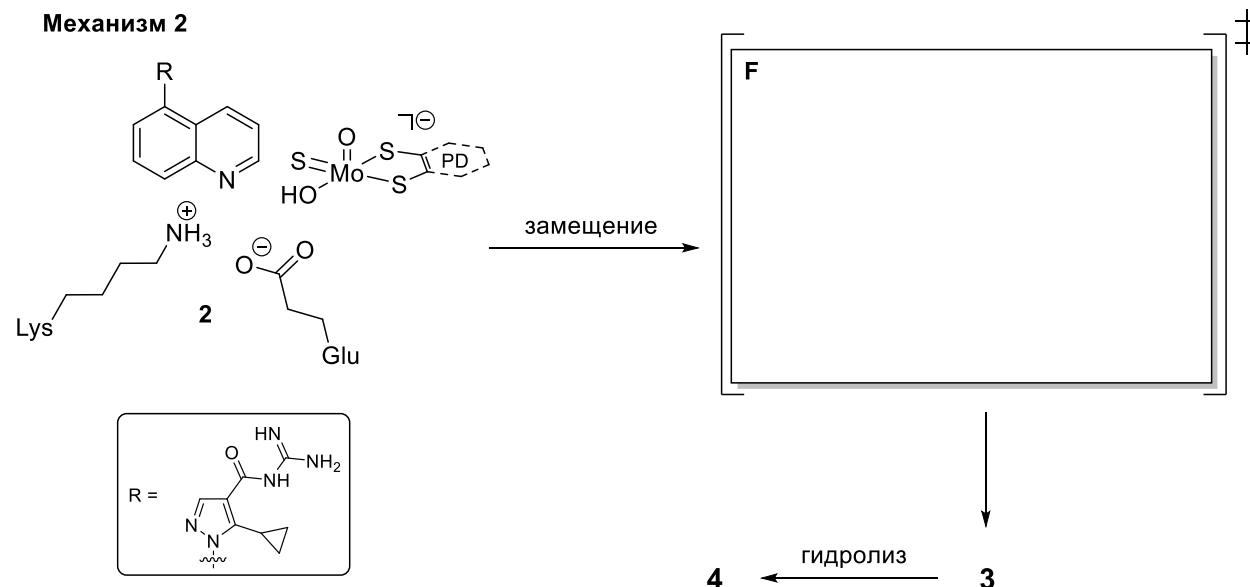 Механизм 2
F
R
N
O
S
Mo
HO
S
S
PD
⊖
‡
⊕
NH3
Lys
⊖
O
O
Glu
2
замещение
R =
HN
O
NH2
NH
N
N
3
гидролиз
4